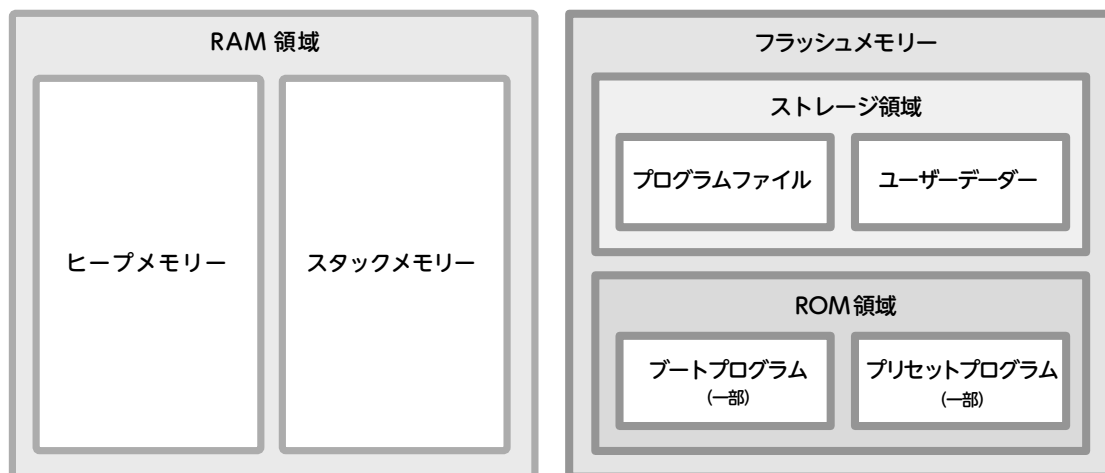 RAM 領域
ヒープメモリー
スタックメモリー
フラッシュメモリー
ストレージ領域
プログラムファイル
ユーザーデーダー
ROM領域
ブートプログラム
(一部)
プリセットプログラム
(一部)